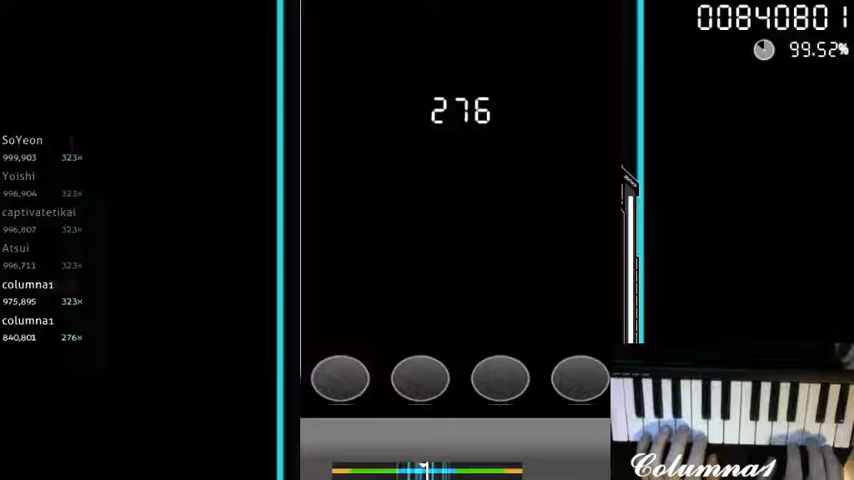 00840801
99.52%
276
SoYeon
999,903 323×
Yoishi
996,904 323×
captivatetikai
996,807 323×
Atsui
996,711 323×
columna1
975,895 323×
columna1
840,801 276×
Columna1